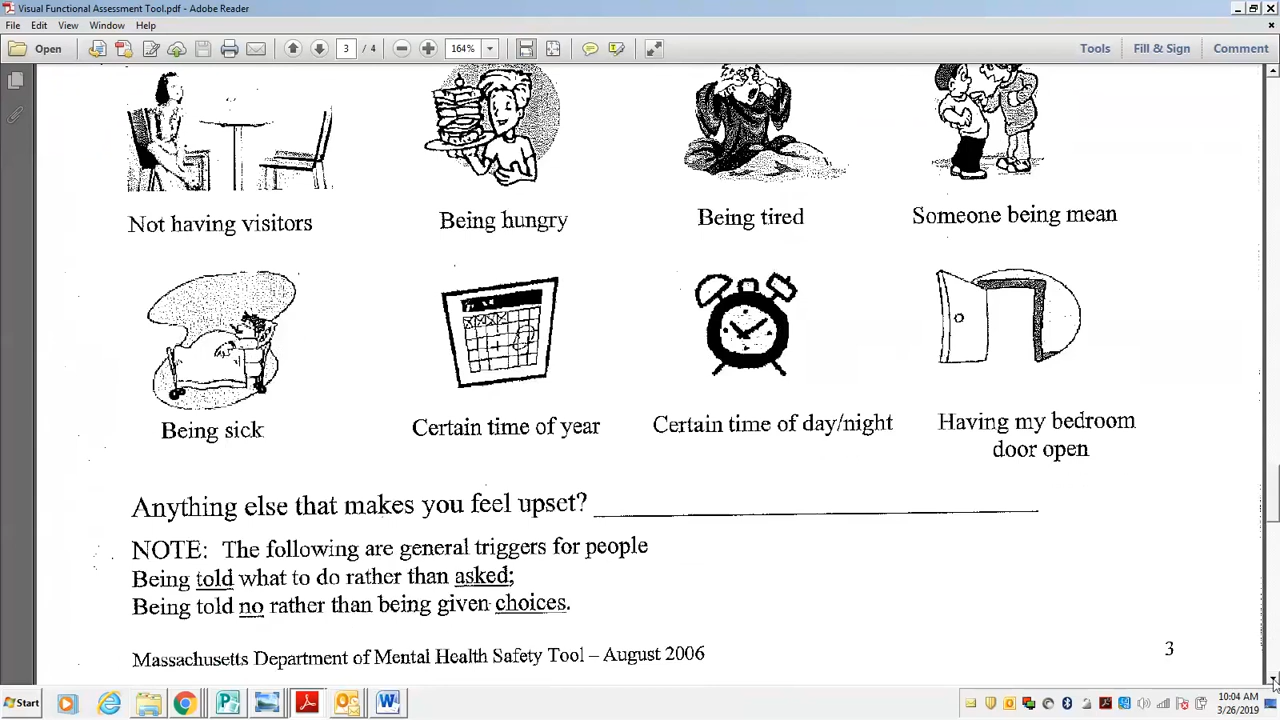 Visual Functional Assessment Tool.pdf - Adobe Reader
File Edit View Window Help
Open 3 / 4 164% Tools Fill & Sign Comment
Not having visitors Being hungry Being tired Someone being mean
Being sick Certain time of year Certain time of day/night Having my bedroom
door open
Anything else that makes you feel upset?
NOTE: The following are general triggers for people
Being told what to do rather than asked;
Being told no rather than being given choices.
Massachusetts Department of Mental Health Safety Tool – August 2006 3
Start 10:04 AM
3/26/2019